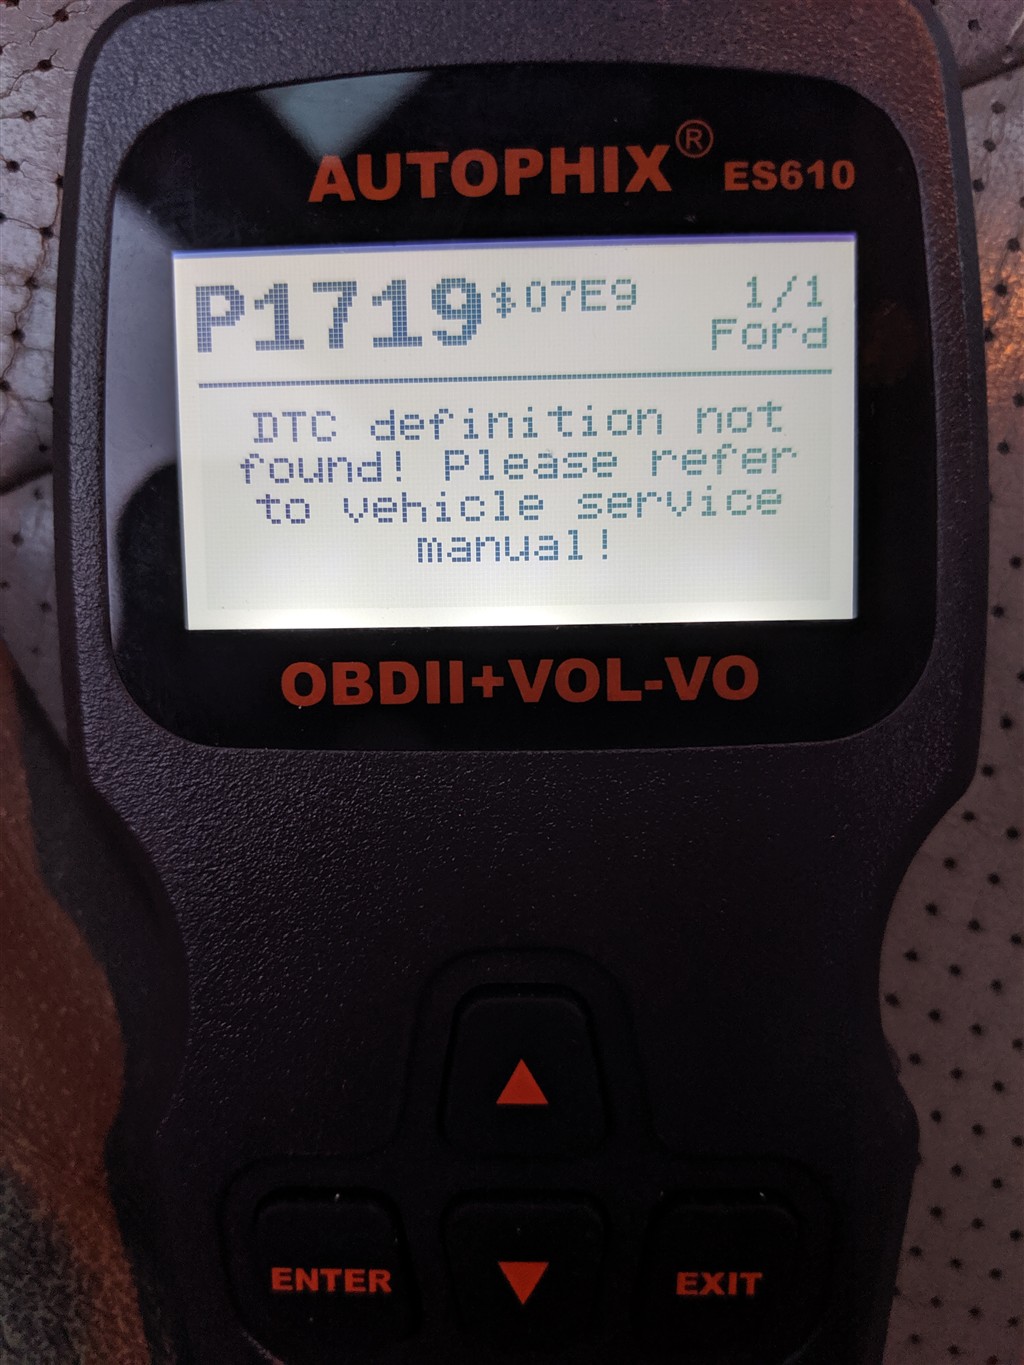 AUTOPHIX® ES610
P1719 $07E9 1/1
Ford
DTC definition not
found! Please refer
to vehicle service
manual!
OBDII+VOL-VO
ENTER
EXIT